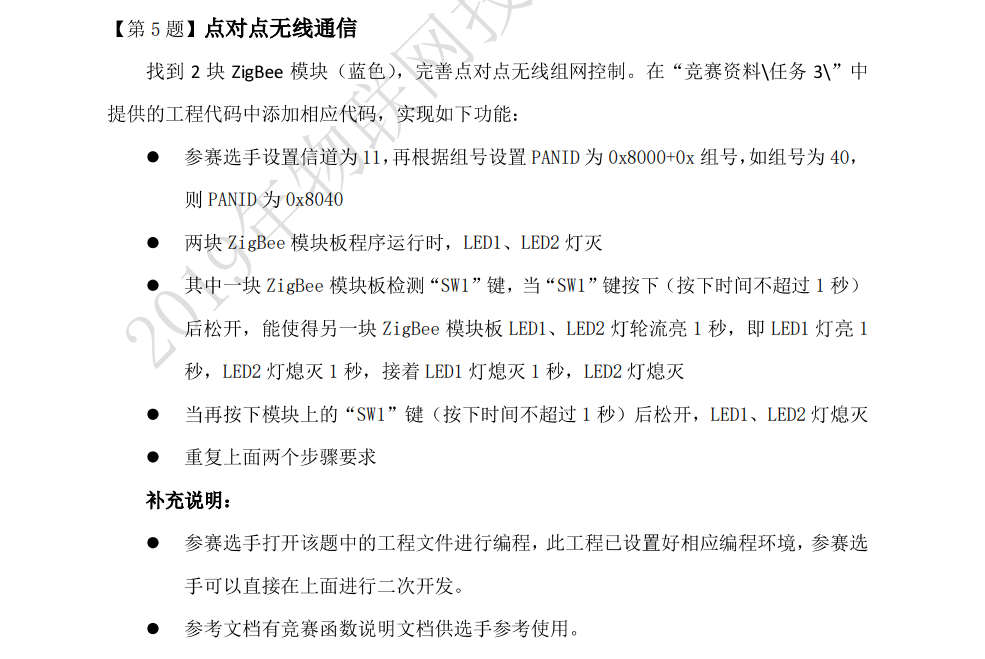 【第 5 题】点对点无线通信
找到 2 块 ZigBee 模块（蓝色），完善点对点无线组网控制。在“竞赛资料\任务 3\”中
提供的工程代码中添加相应代码，实现如下功能：
● 参赛选手设置信道为 11，再根据组号设置 PANID 为 0x8000+0x 组号，如组号为 40，
则 PANID 为 0x8040
● 两块 ZigBee 模块板程序运行时，LED1、LED2 灯灭
● 其中一块 ZigBee 模块板检测“SW1”键，当“SW1”键按下（按下时间不超过 1 秒）
后松开，能使得另一块 ZigBee 模块板 LED1、LED2 灯轮流亮 1 秒，即 LED1 灯亮 1
秒，LED2 灯熄灭 1 秒，接着 LED1 灯熄灭 1 秒，LED2 灯熄灭
● 当再按下模块上的“SW1”键（按下时间不超过 1 秒）后松开，LED1、LED2 灯熄灭
● 重复上面两个步骤要求
补充说明：
● 参赛选手打开该题中的工程文件进行编程，此工程已设置好相应编程环境，参赛选
手可以直接在上面进行二次开发。
● 参考文档有竞赛函数说明文档供选手参考使用。
2019年物联网技